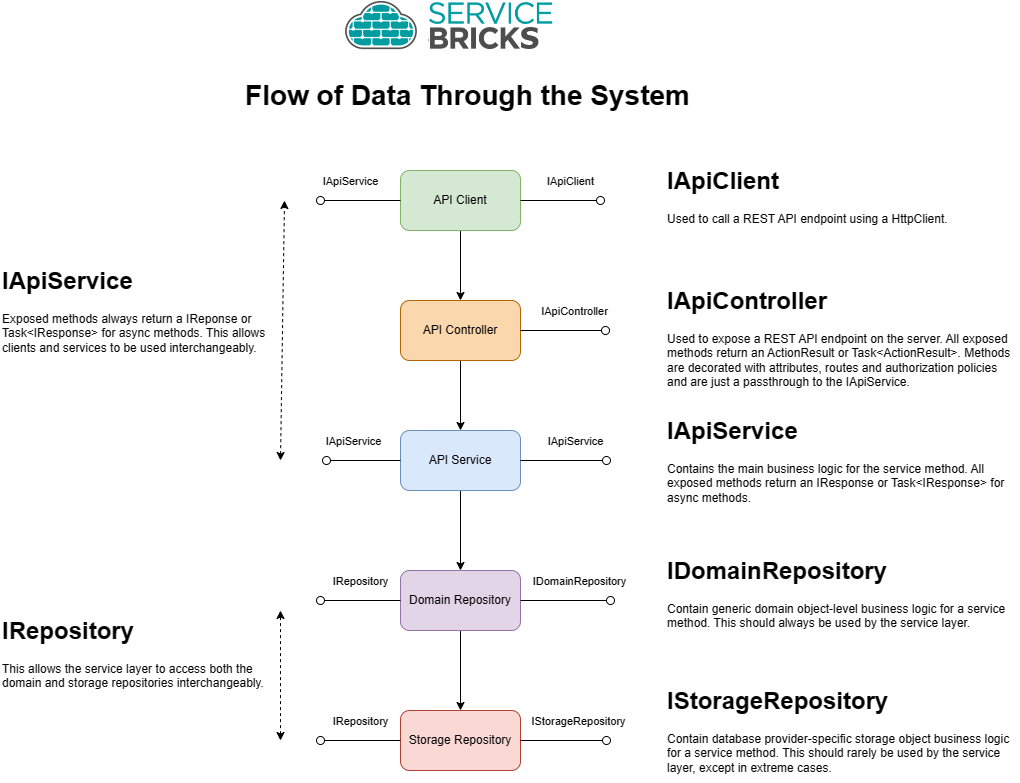 SERVICE
BRICKS
Flow of Data Through the System
IApiService
API Client
IApiClient
IApiClient
Used to call a REST API endpoint using a HttpClient.
IApiService
Exposed methods always return a IReponse or
Task<IResponse> for async methods. This allows
clients and services to be used interchangeably.
API Controller
IApiController
IApiController
Used to expose a REST API endpoint on the server. All exposed
methods return an ActionResult or Task<ActionResult>. Methods
are decorated with attributes, routes and authorization policies
and are just a passthrough to the IApiService.
IApiService
API Service
IApiService
IApiService
Contains the main business logic for the service method. All
exposed methods return an IResponse or Task<IResponse> for
async methods.
IRepository
Domain Repository
IDomainRepository
IDomainRepository
Contain generic domain object-level business logic for a service
method. This should always be used by the service layer.
IRepository
This allows the service layer to access both the
domain and storage repositories interchangeably.
IRepository
Storage Repository
IStorageRepository
IStorageRepository
Contain database provider-specific storage object business logic
for a service method. This should rarely be used by the service
layer, except in extreme cases.